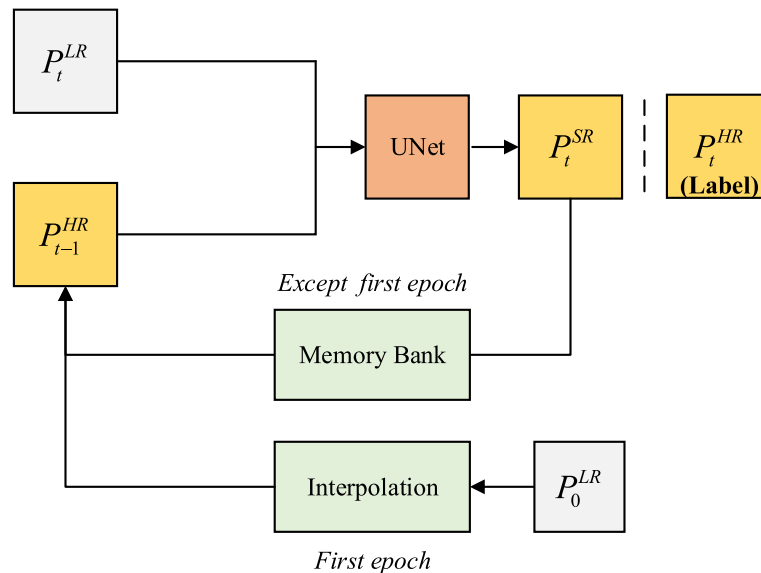 P_t^{LR}
UNet
P_t^{SR}
P_t^{HR}
(Label)
P_{t-1}^{HR}
Except first epoch
Memory Bank
Interpolation
P_0^{LR}
First epoch